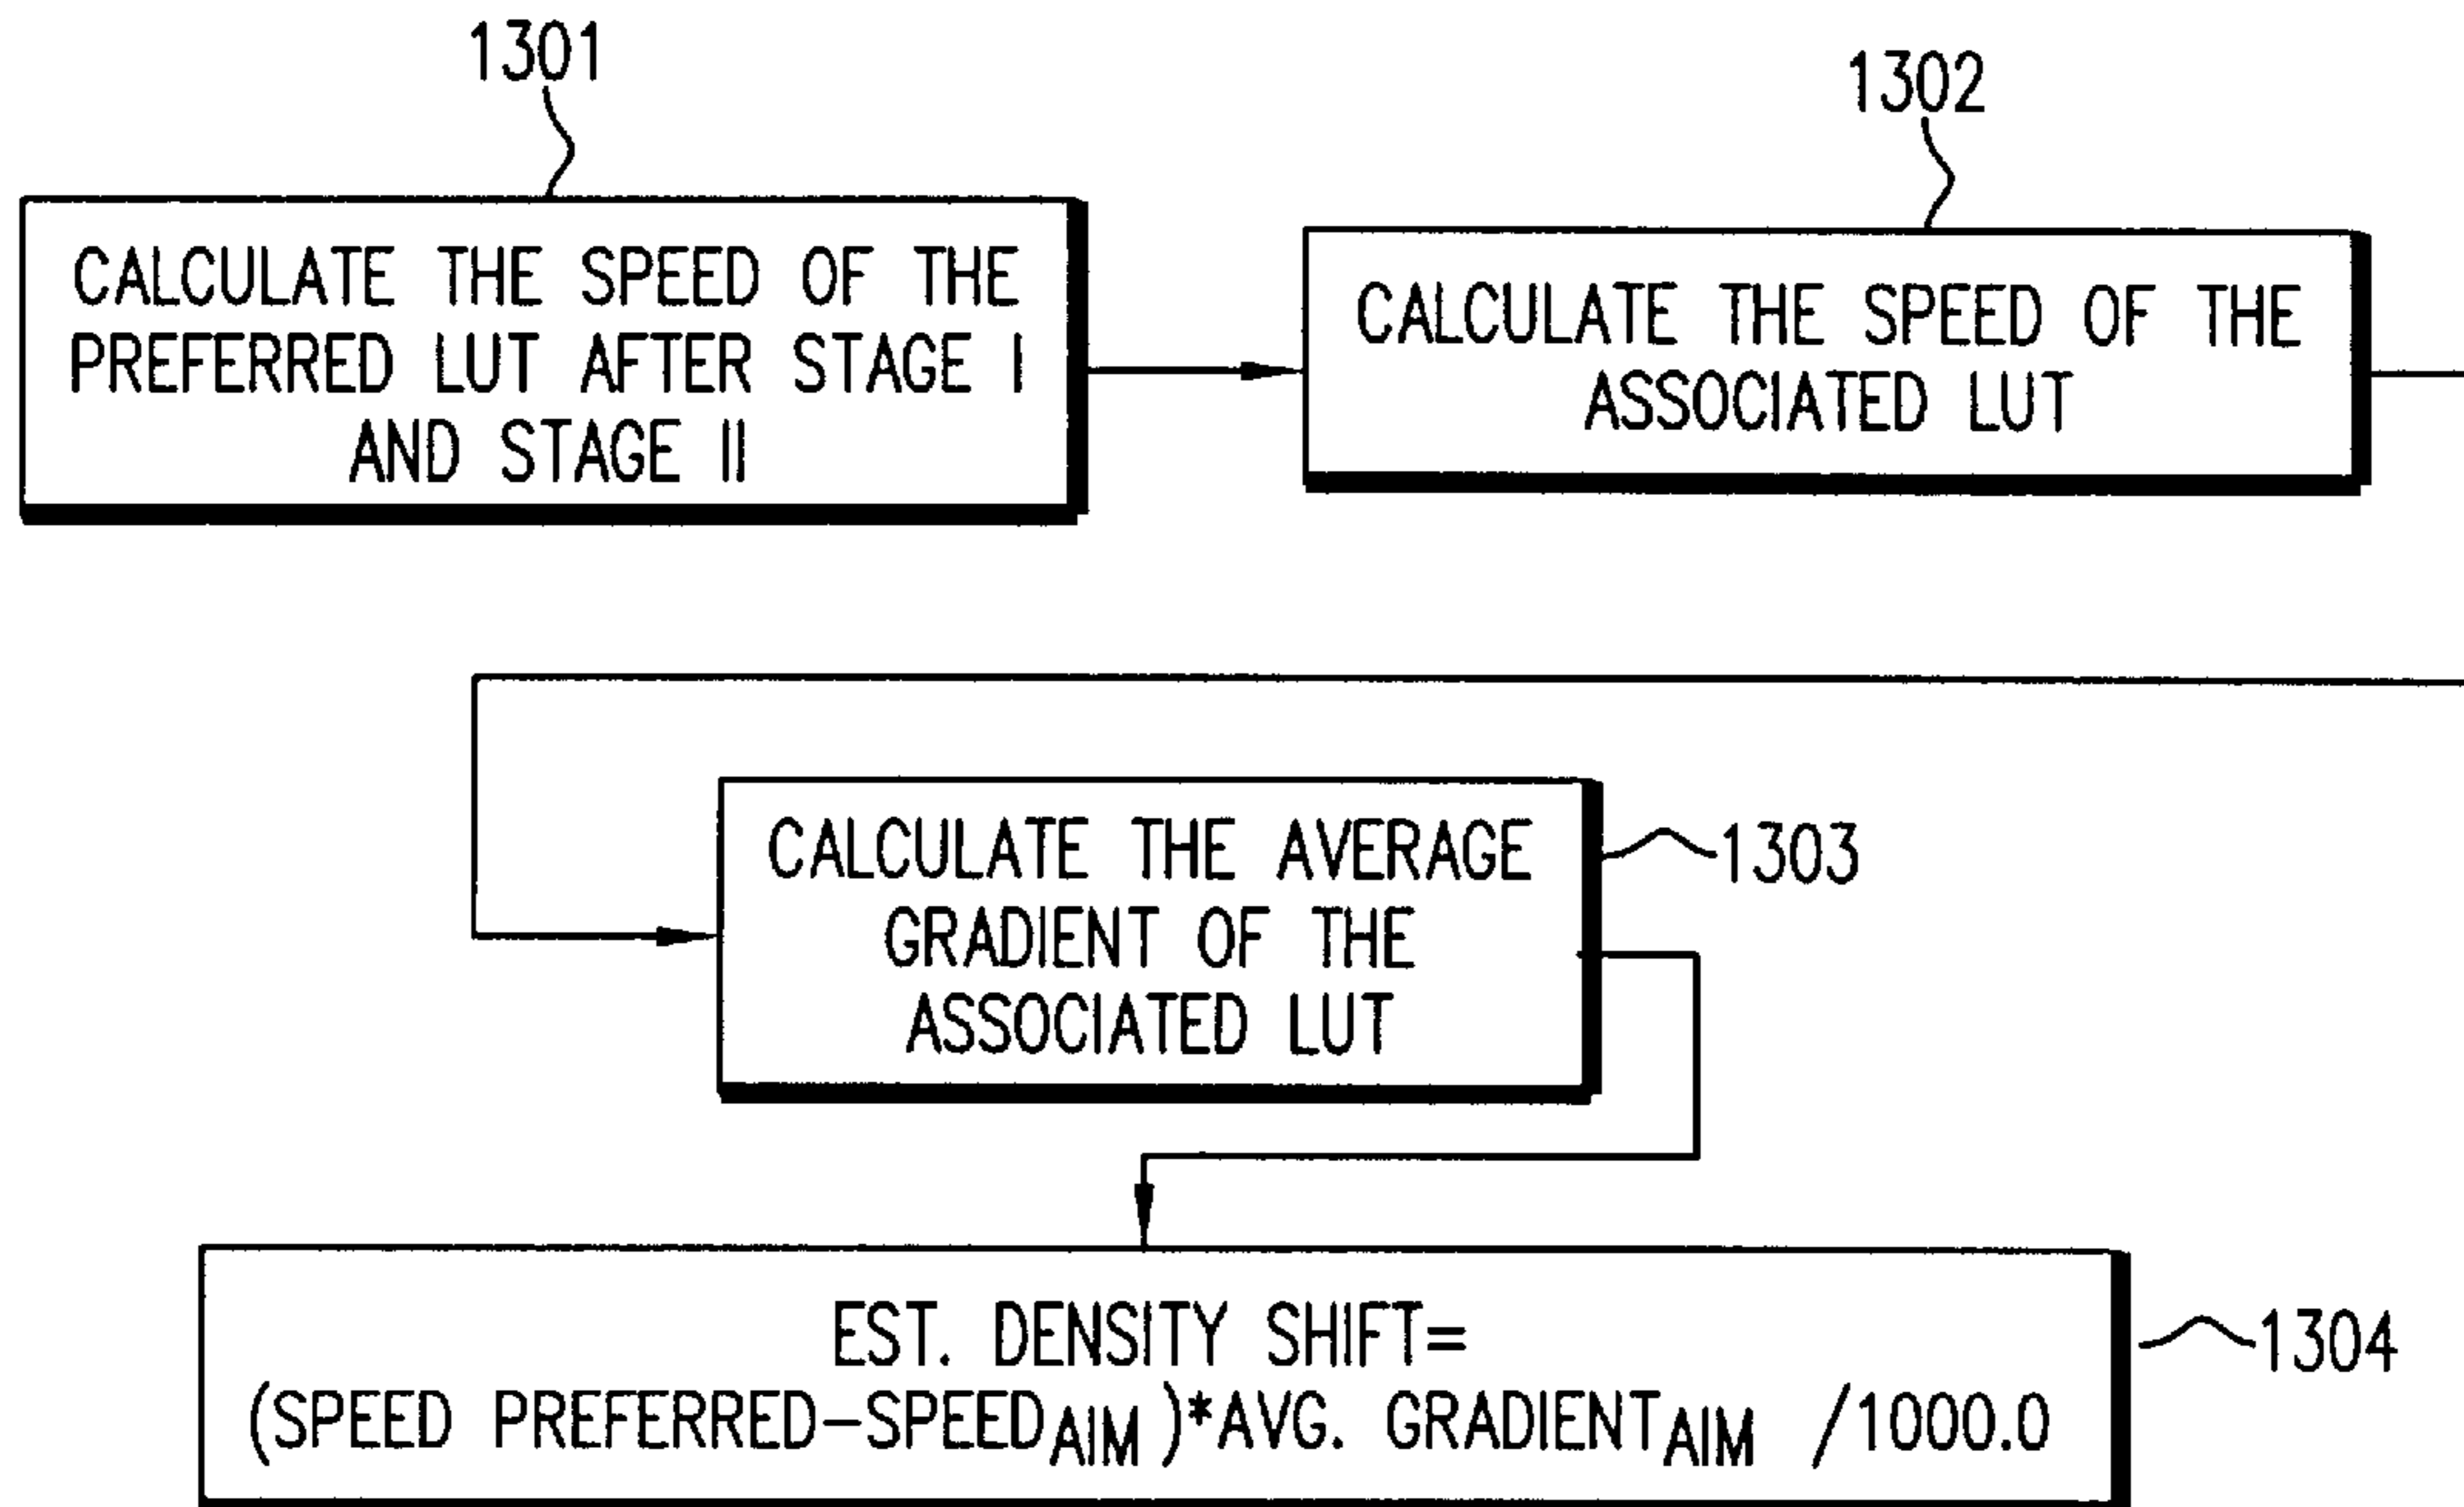 1301
CALCULATE THE SPEED OF THE
PREFERRED LUT AFTER STAGE I
AND STAGE II
1302
CALCULATE THE SPEED OF THE
ASSOCIATED LUT
CALCULATE THE AVERAGE
GRADIENT OF THE
ASSOCIATED LUT
1303
EST. DENSITY SHIFT=
(SPEED PREFERRED-SPEEDAIM)*AVG. GRADIENTAIM /1000.0
1304